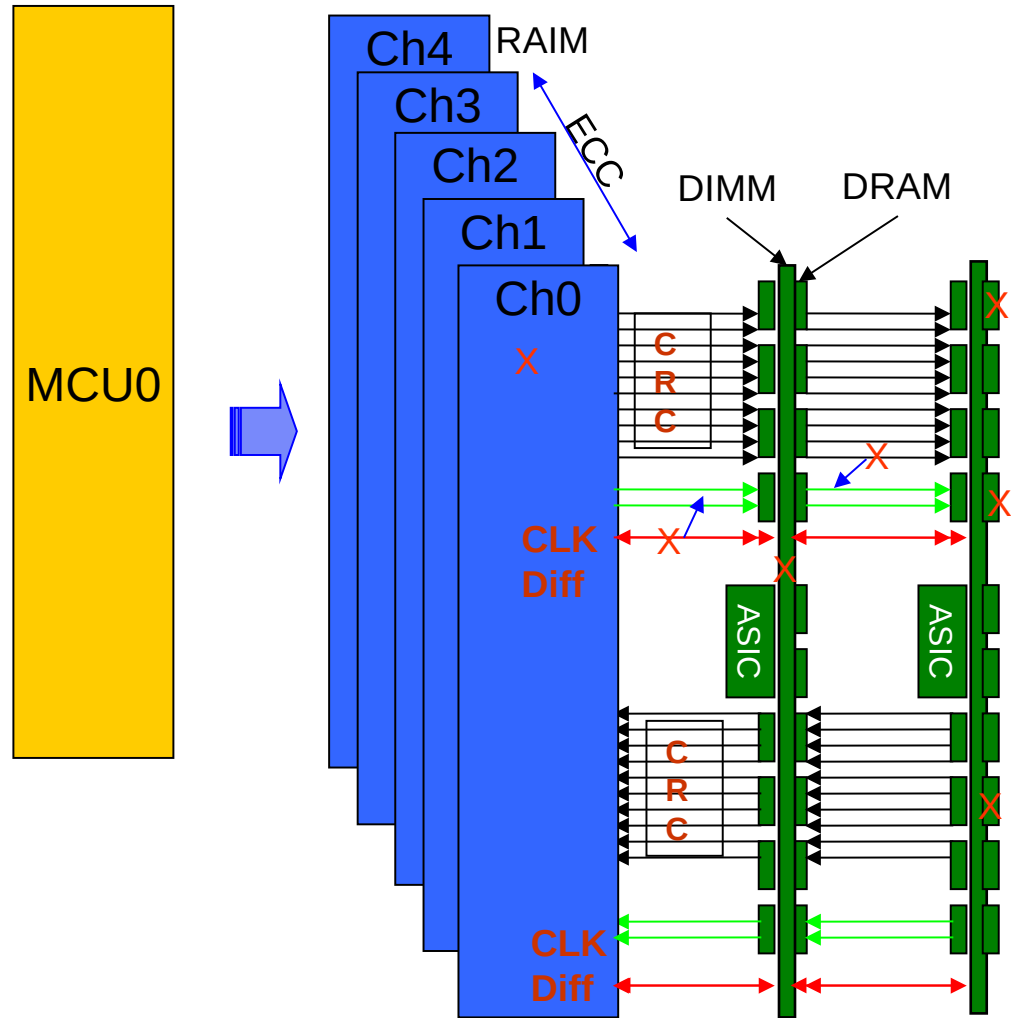 Ch4
RAIM
Ch3
ECC
Ch2
DIMM
DRAM
Ch1
Ch0
MCU0
X
X
C
R
C
X
X
X
CLK
Diff
X
X
ASIC
ASIC
C
R
C
X
CLK
Diff